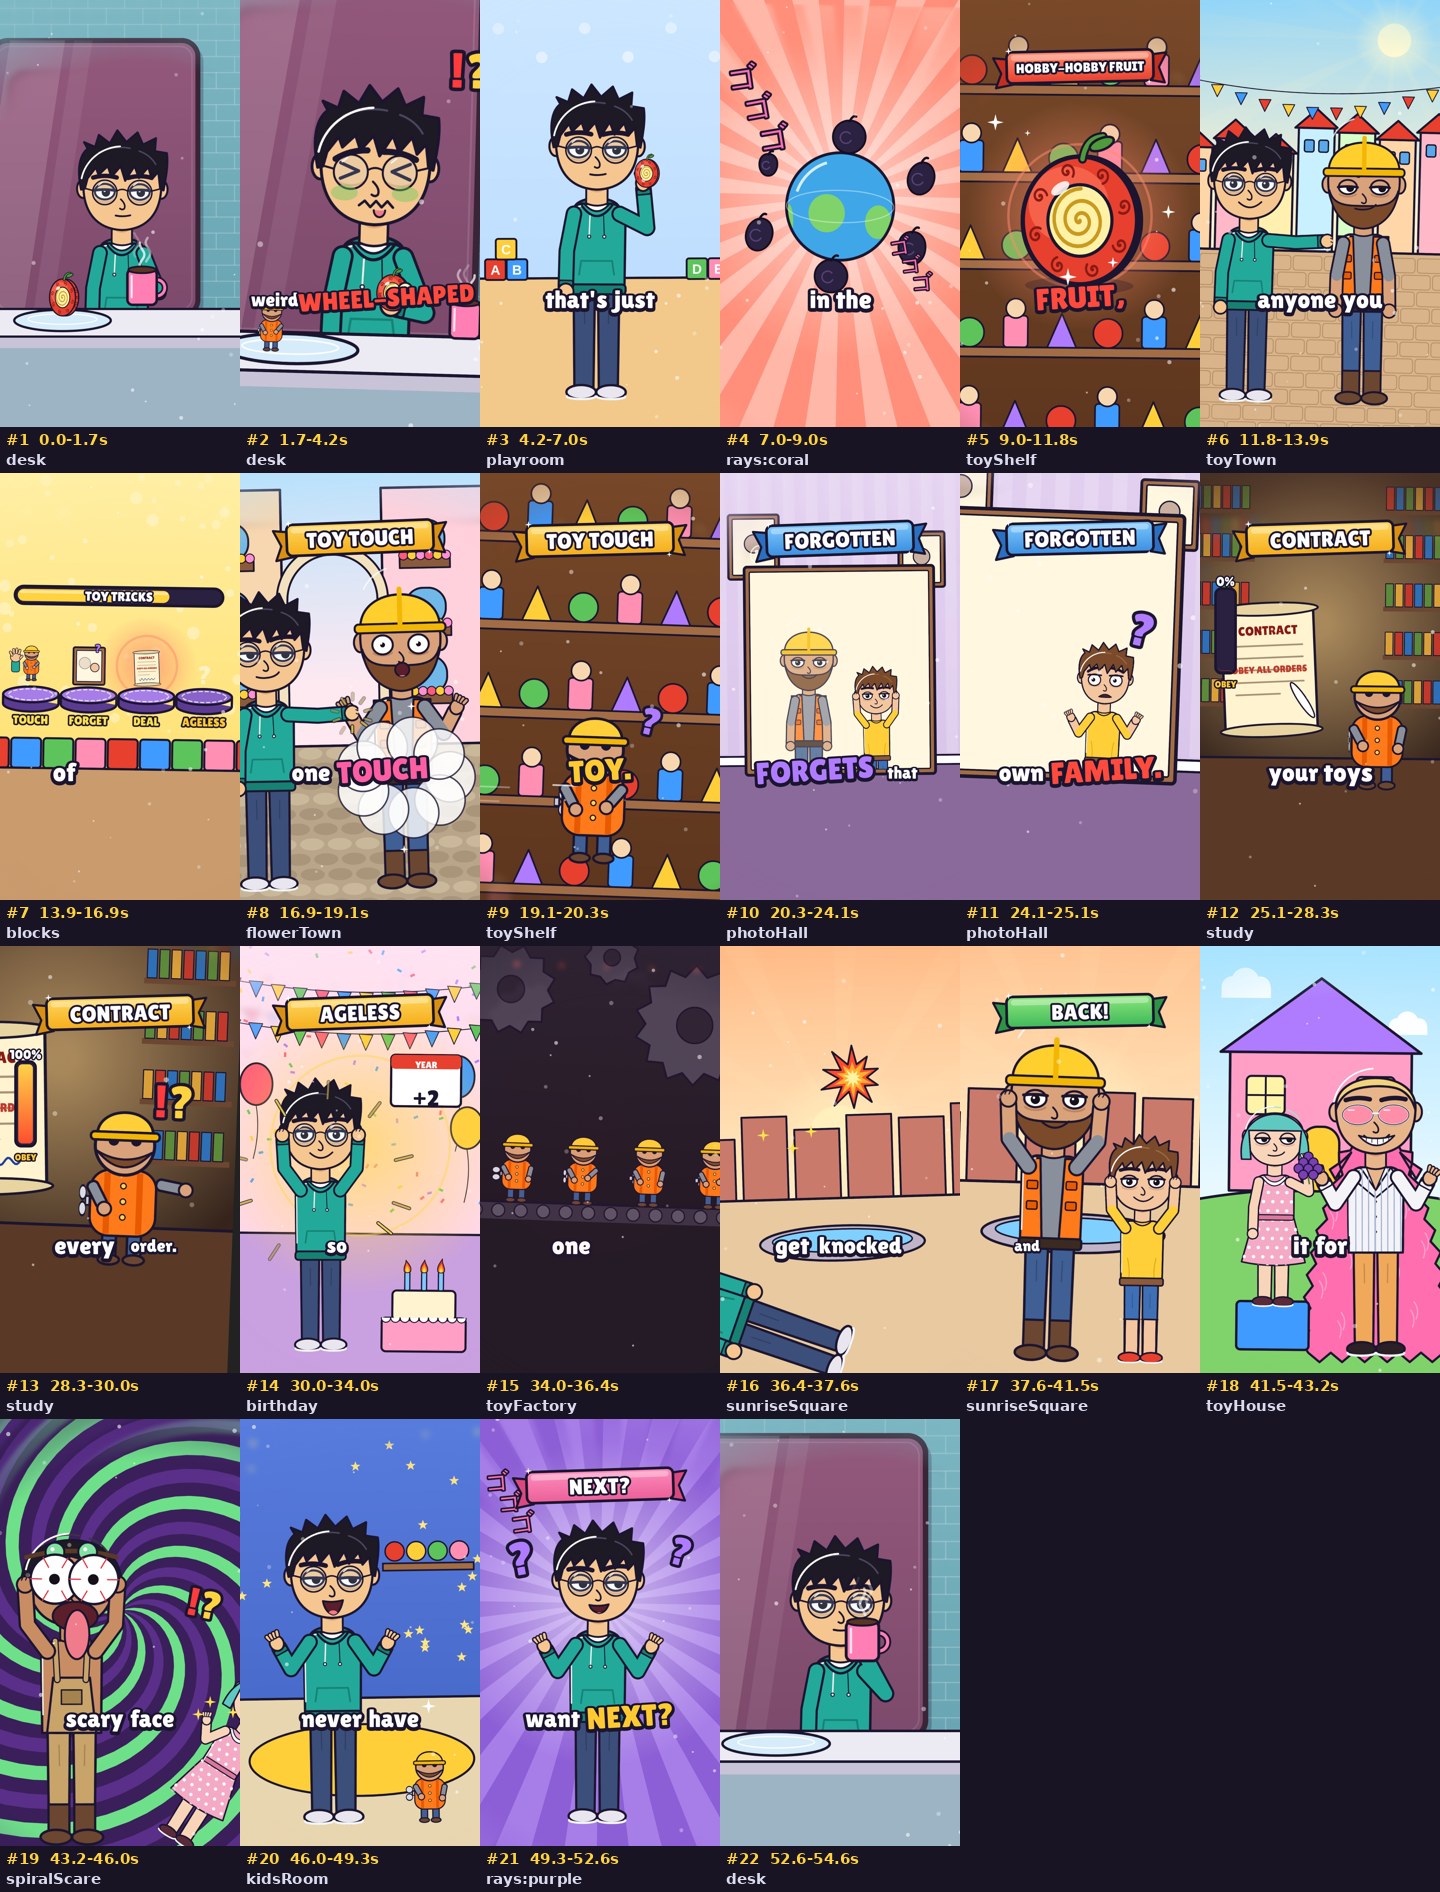 #1 0.0-1.7s
desk
!?
weird WHEEL-SHAPED
#2 1.7-4.2s
desk
C
A B
D E
that's just
#3 4.2-7.0s
playroom
in the
#4 7.0-9.0s
rays:coral
HOBBY-HOBBY FRUIT
FRUIT,
#5 9.0-11.8s
toyShelf
anyone you
#6 11.8-13.9s
toyTown
TOY TRICKS
CONTRACT
TOUCH FORGET DEAL AGELESS
of
#7 13.9-16.9s
blocks
TOY TOUCH
one TOUCH
#8 16.9-19.1s
flowerTown
TOY TOUCH
?
TOY.
#9 19.1-20.3s
toyShelf
FORGOTTEN
FORGETS that
#10 20.3-24.1s
photoHall
FORGOTTEN
?
own FAMILY.
#11 24.1-25.1s
photoHall
CONTRACT
0%
CONTRACT
OBEY ALL ORDERS
OBEY
your toys
#12 25.1-28.3s
study
CONTRACT
100%
!?
OBEY
every order.
#13 28.3-30.0s
study
AGELESS
YEAR
+2
so
#14 30.0-34.0s
birthday
one
#15 34.0-36.4s
toyFactory
get knocked
#16 36.4-37.6s
sunriseSquare
BACK!
and
#17 37.6-41.5s
sunriseSquare
it for
#18 41.5-43.2s
toyHouse
!?
scary face
#19 43.2-46.0s
spiralScare
never have
#20 46.0-49.3s
kidsRoom
NEXT?
? ?
want NEXT?
#21 49.3-52.6s
rays:purple
#22 52.6-54.6s
desk